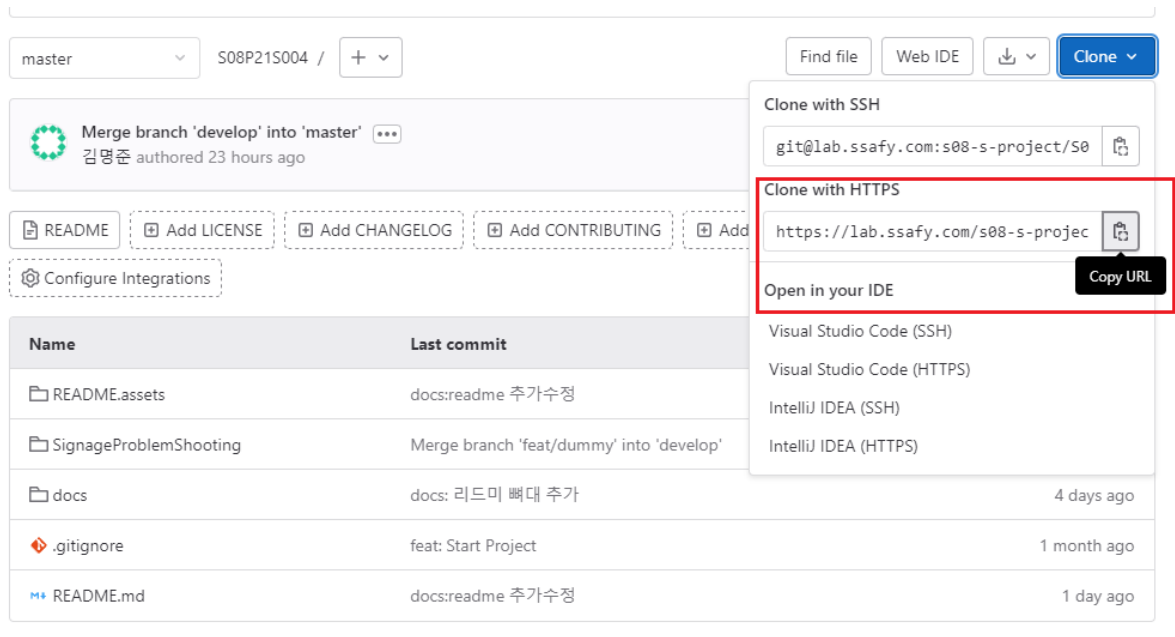 master
S08P21S004 /
Find file
Web IDE
Clone
Clone with SSH
git@lab.ssafy.com:s08-s-project/S0
Clone with HTTPS
https://lab.ssafy.com/s08-s-projec
Copy URL
Open in your IDE
Visual Studio Code (SSH)
Visual Studio Code (HTTPS)
IntelliJ IDEA (SSH)
IntelliJ IDEA (HTTPS)
Merge branch 'develop' into 'master'
김명준 authored 23 hours ago
README
Add LICENSE
Add CHANGELOG
Add CONTRIBUTING
Add
Configure Integrations
Name Last commit
README.assets docs:readme 추가수정
SignageProblemShooting Merge branch 'feat/dummy' into 'develop'
docs docs: 리드미 뼈대 추가 4 days ago
.gitignore feat: Start Project 1 month ago
README.md docs:readme 추가수정 1 day ago